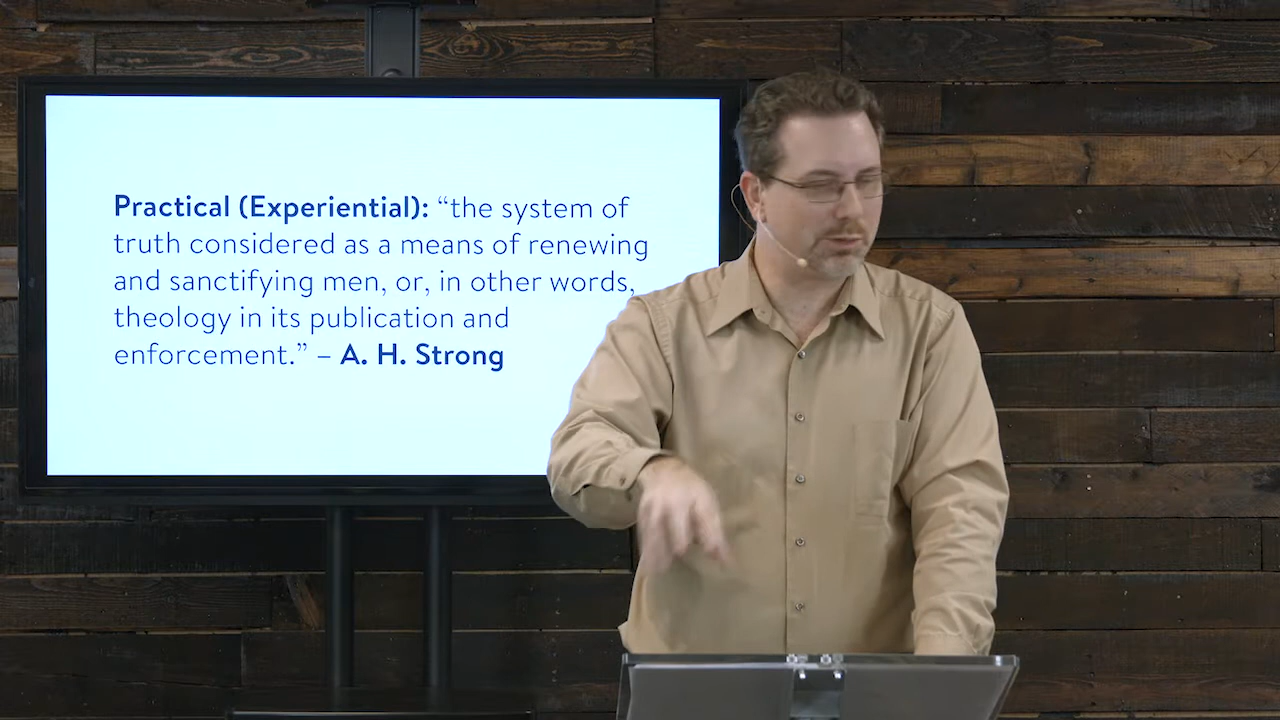 Practical (Experiential): “the system of
truth considered as a means of renewing
and sanctifying men, or, in other words,
theology in its publication and
enforcement.” – A. H. Strong